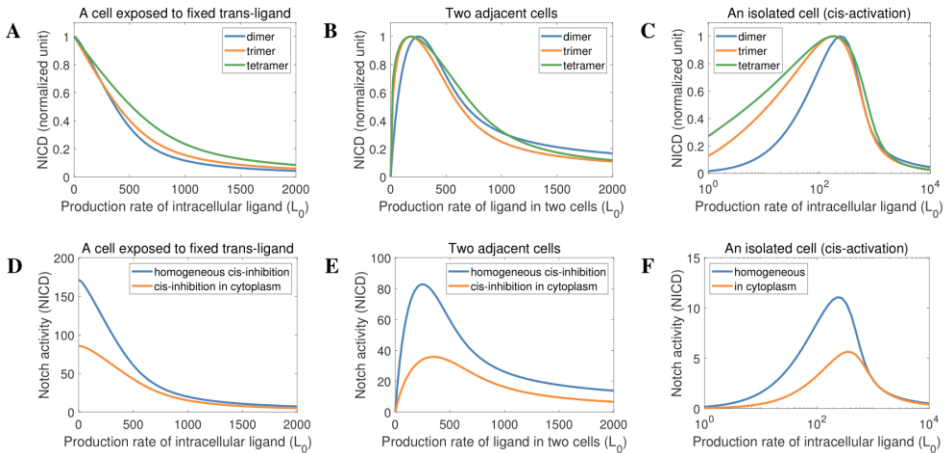 A
A cell exposed to fixed trans-ligand
NICD (normalized unit)
1
0.8
0.6
0.4
0.2
0
dimer
trimer
tetramer
0
500
1000
1500
2000
Production rate of intracellular ligand (L0)
B
Two adjacent cells
NICD (normalized unit)
1
0.8
0.6
0.4
0.2
0
dimer
trimer
tetramer
0
500
1000
1500
2000
Production rate of ligand in two cells (L0)
C
An isolated cell (cis-activation)
NICD (normalized unit)
1
0.8
0.6
0.4
0.2
0
dimer
trimer
tetramer
10^0
10^2
10^4
Production rate of intracellular ligand (L0)
D
A cell exposed to fixed trans-ligand
Notch activity (NICD)
200
150
100
50
0
homogeneous cis-inhibition
cis-inhibition in cytoplasm
0
500
1000
1500
2000
Production rate of intracellular ligand (L0)
E
Two adjacent cells
Notch activity (NICD)
100
80
60
40
20
0
homogeneous cis-inhibition
cis-inhibition in cytoplasm
0
500
1000
1500
2000
Production rate of ligand in two cells (L0)
F
An isolated cell (cis-activation)
Notch activity (NICD)
15
10
5
0
homogeneous
in cytoplasm
10^0
10^2
10^4
Production rate of intracellular ligand (L0)